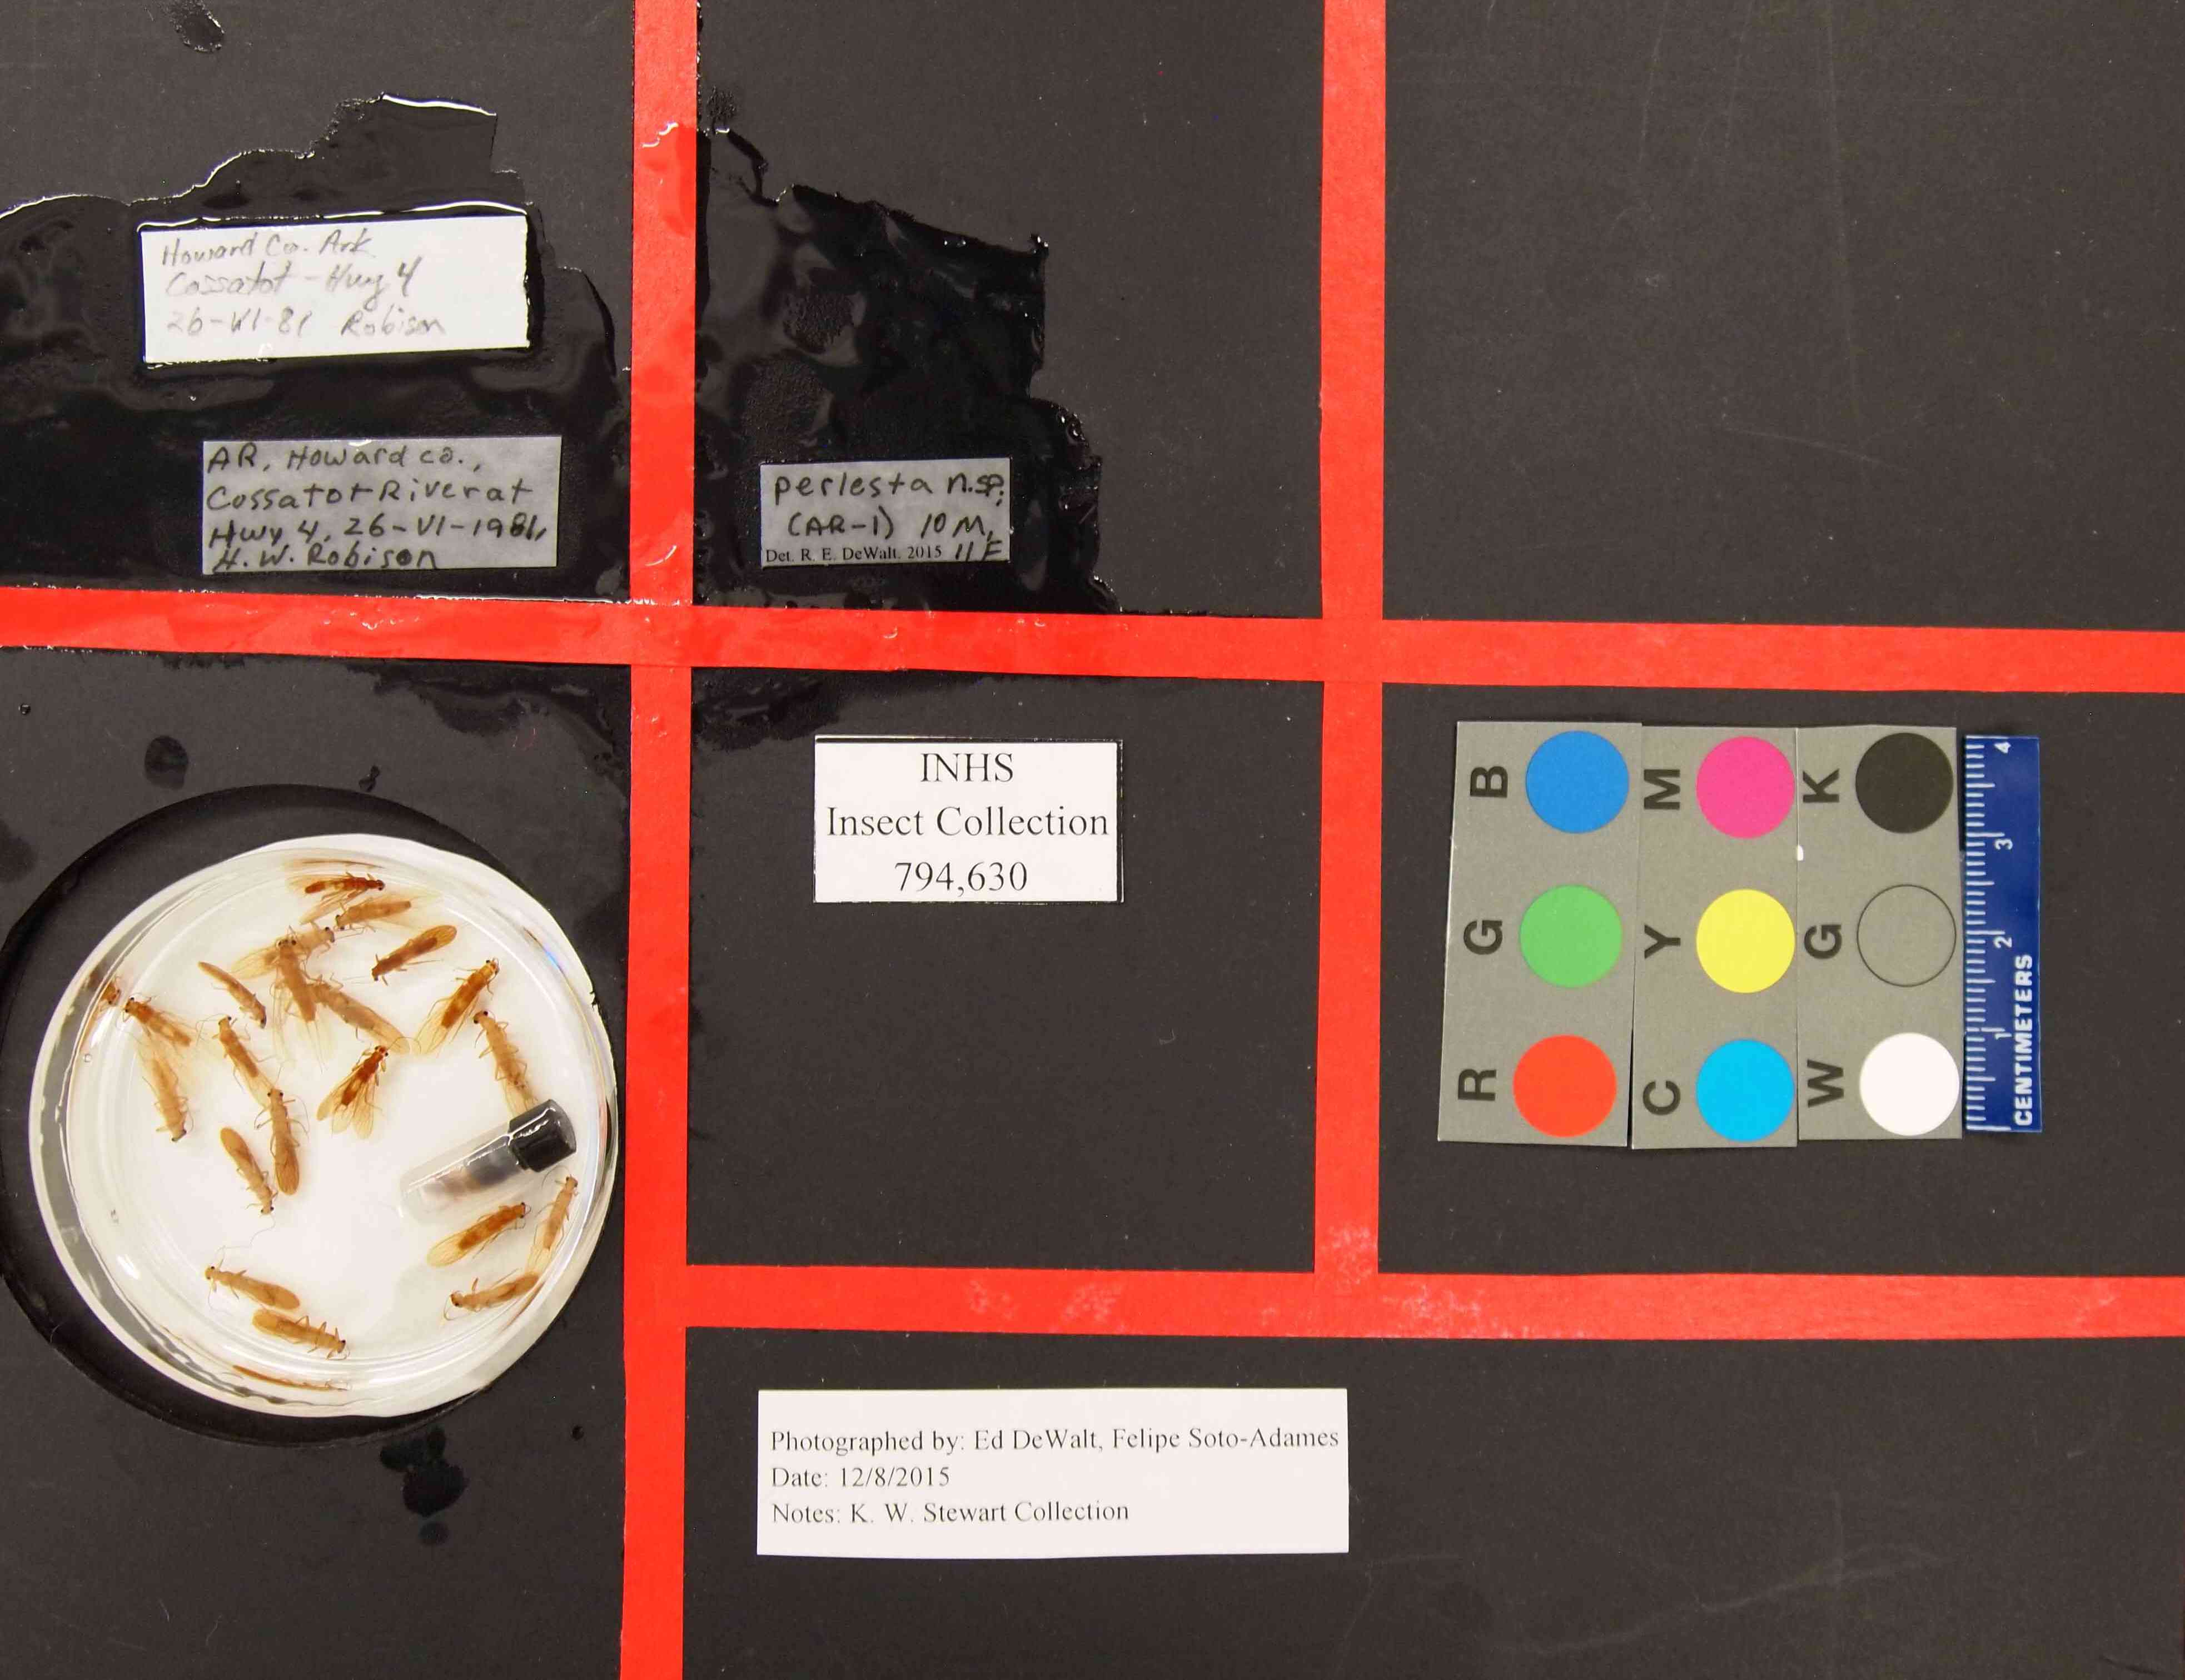 Howard Co. Ark
Cossatot - Hwy 4
26-VI-81 Robison
AR, Howard co.,
Cossatot River at
Hwy 4, 26-VI-1981,
H. W. Robison
perlesta n.sp.
(AR-1) 10 M,
Det. R. E. DeWalt. 2015 11 F
INHS
Insect Collection
794,630
B M K
G Y G
R C W
1 2 3 4
CENTIMETERS
Photographed by: Ed DeWalt, Felipe Soto-Adames
Date: 12/8/2015
Notes: K. W. Stewart Collection